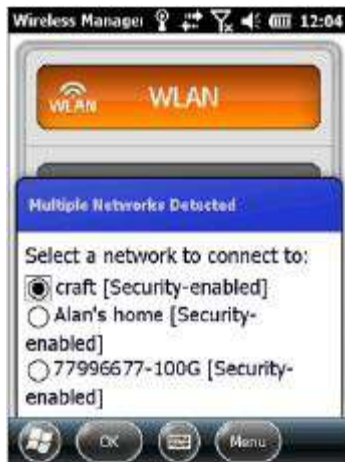 Wireless Manager 12:04
WLAN WLAN
Multiple Networks Detected
Select a network to connect to:
craft [Security-enabled]
Alan's home [Security-
enabled]
77996677-100G [Security-
enabled]
OK Menu